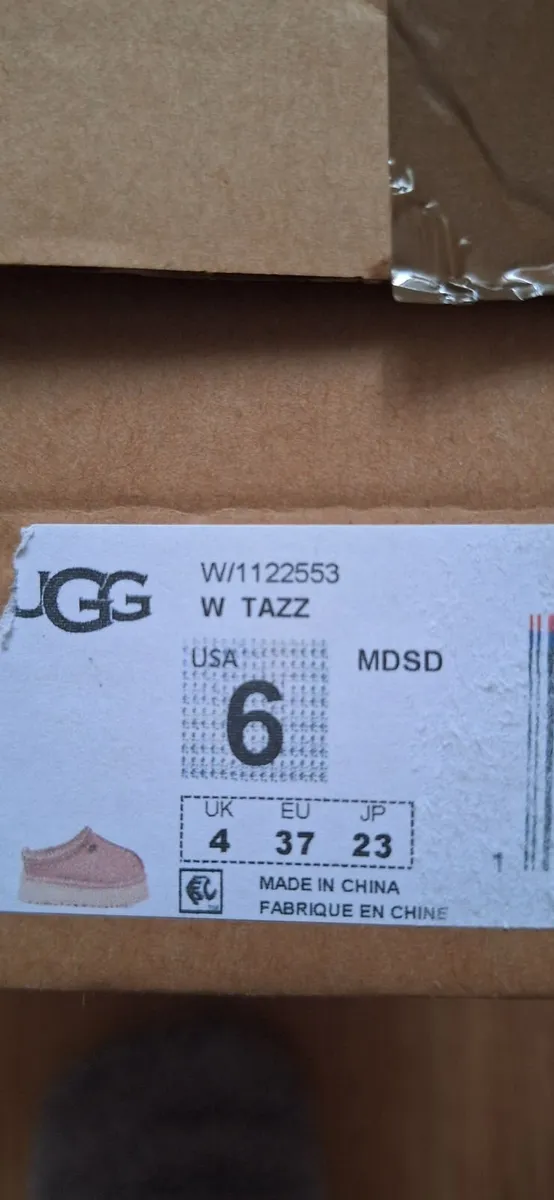 UGG
W/1122553
W TAZZ
USA
MDSD
6
UK EU JP
4 37 23
1
MADE IN CHINA
FABRIQUE EN CHINE